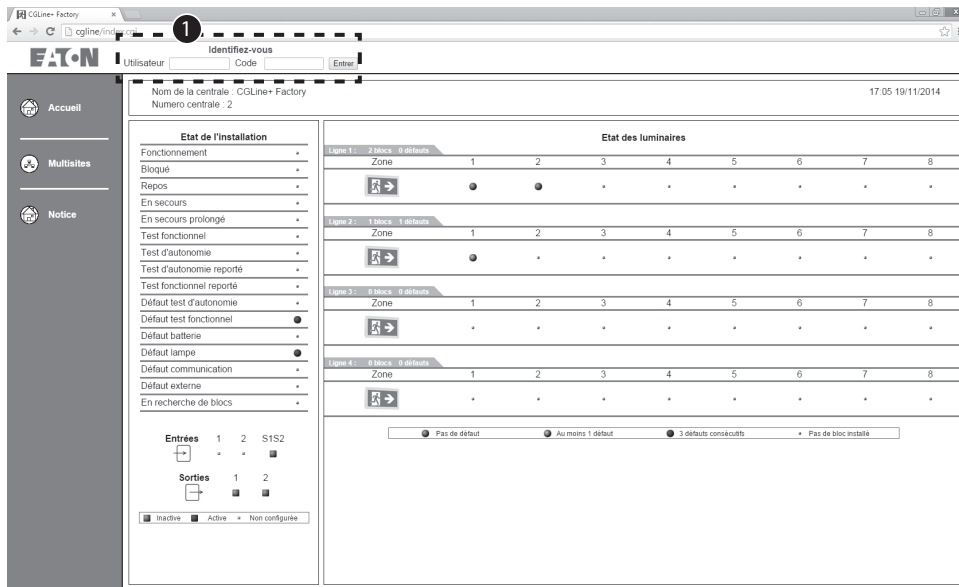 CGLine+ Factory
cgline/index.cgi
1
EATON
Identifiez-vous
Utilisateur Code Entrer
Nom de la centrale : CGLine+ Factory
17:05 19/11/2014
Numero centrale : 2
Accueil
Multisites
Notice
Etat de l'installation
Fonctionnement
Bloqué
Repos
En secours
En secours prolongé
Test fonctionnel
Test d'autonomie
Test d'autonomie reporté
Test fonctionnel reporté
Défaut test d'autonomie
Défaut test fonctionnel
Défaut batterie
Défaut lampe
Défaut communication
Défaut externe
En recherche de blocs
Entrées 1 2 S1S2
Sorties 1 2
Inactive Active Non configurée
Etat des luminaires
Ligne 1 : 2 blocs 0 défauts
Zone 1 2 3 4 5 6 7 8
Ligne 2 : 1 blocs 1 défauts
Zone 1 2 3 4 5 6 7 8
Ligne 3 : 0 blocs 0 défauts
Zone 1 2 3 4 5 6 7 8
Ligne 4 : 0 blocs 0 défauts
Zone 1 2 3 4 5 6 7 8
Pas de défaut Au moins 1 défaut 3 défauts consécutifs Pas de bloc installé